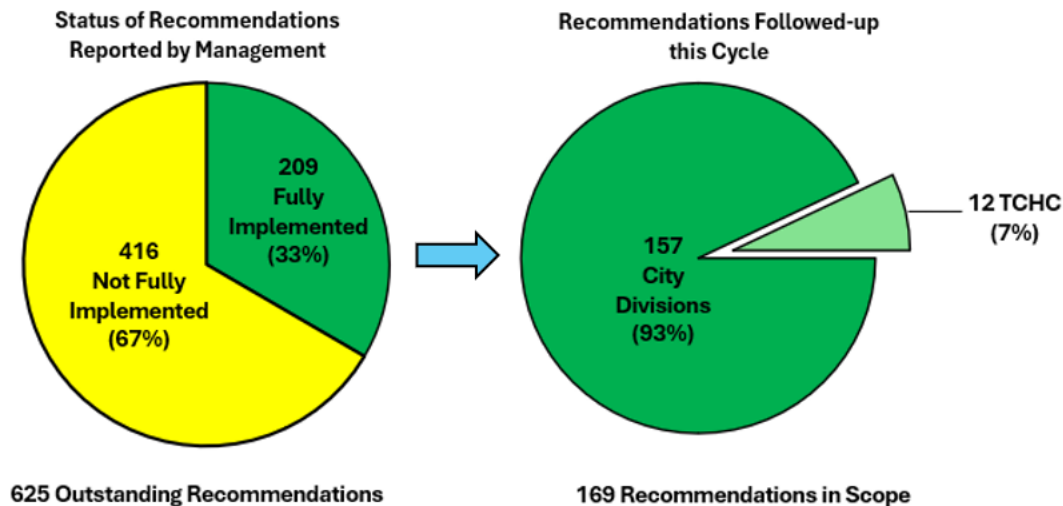 Status of Recommendations
Reported by Management
209
Fully
Implemented
(33%)
416
Not Fully
Implemented
(67%)
625 Outstanding Recommendations
Recommendations Followed-up
this Cycle
12 TCHC
(7%)
157
City
Divisions
(93%)
169 Recommendations in Scope